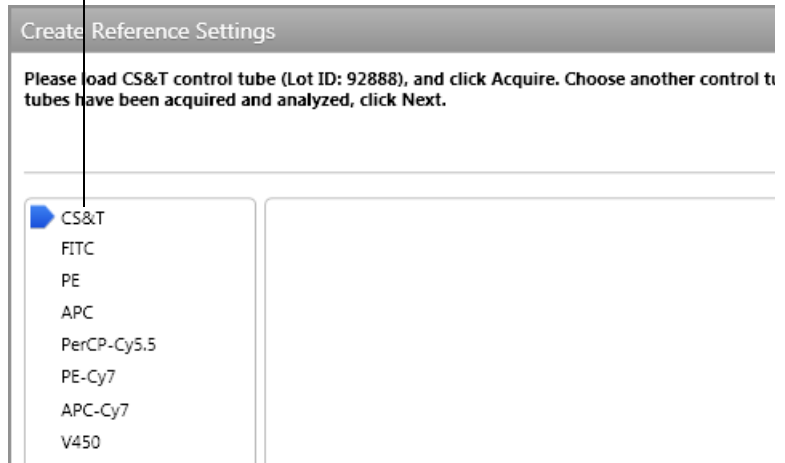 Create Reference Settings
Please load CS&T control tube (Lot ID: 92888), and click Acquire. Choose another control tu
tubes have been acquired and analyzed, click Next.
CS&T
FITC
PE
APC
PerCP-Cy5.5
PE-Cy7
APC-Cy7
V450